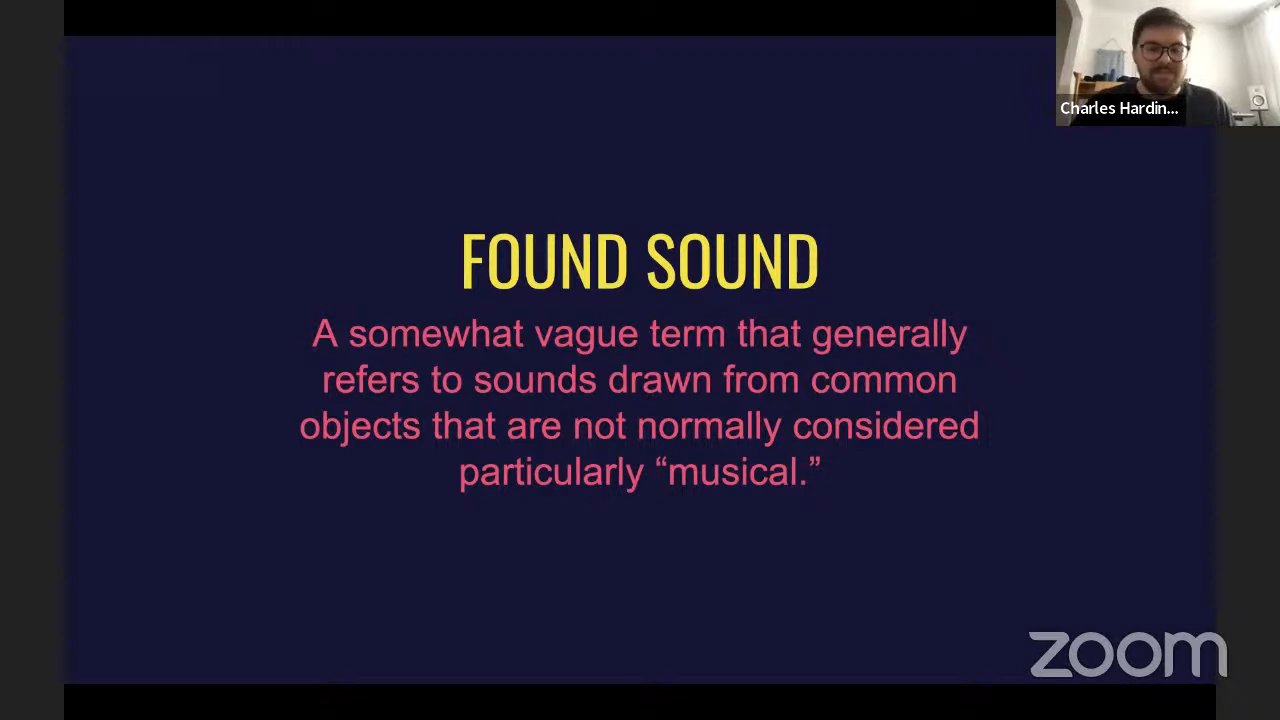 Charles Hardin...
FOUND SOUND
A somewhat vague term that generally
refers to sounds drawn from common
objects that are not normally considered
particularly “musical.”
zoom